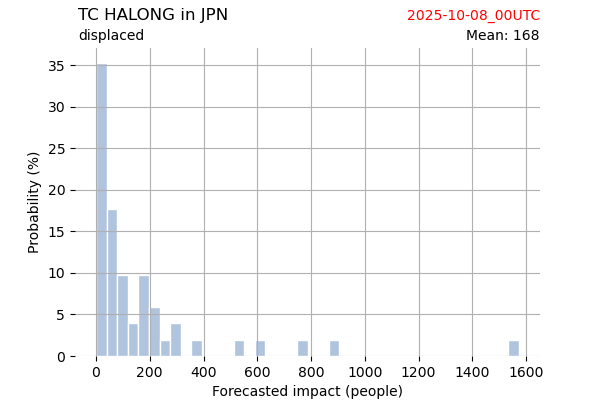 TC HALONG in JPN
2025-10-08_00UTC
displaced
Mean: 168
35
30
25
20
15
10
5
0
Probability (%)
0 200 400 600 800 1000 1200 1400 1600
Forecasted impact (people)